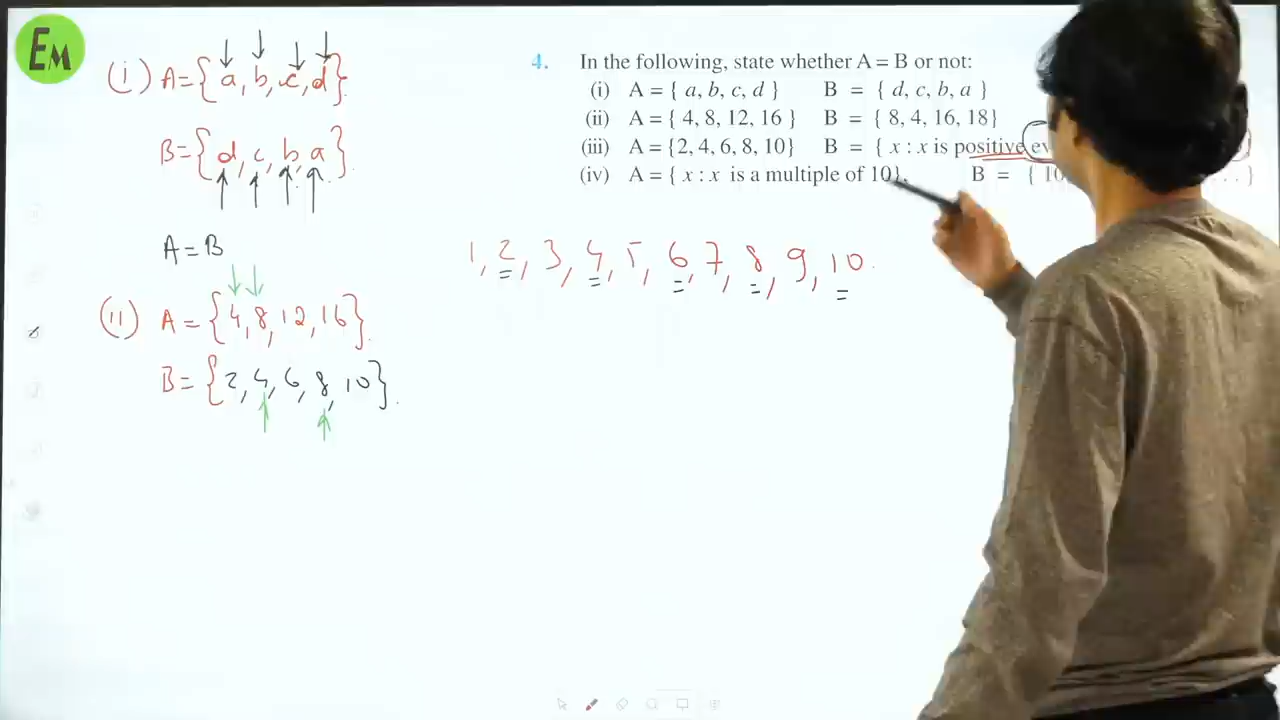 Em
(i) A={a, b, c, d}.
B={d, c, b, a}.
A=B
(ii) A={4, 8, 12, 16}.
B={2, 4, 6, 8, 10}.
4. In the following, state whether A = B or not:
(i) A = { a, b, c, d } B = { d, c, b, a }
(ii) A = { 4, 8, 12, 16 } B = { 8, 4, 16, 18}
(iii) A = {2, 4, 6, 8, 10} B = { x : x is positive
(iv) A = { x : x is a multiple of 10}, B = { 10 . . . }
1, 2, 3, 4, 5, 6, 7, 8, 9, 10.